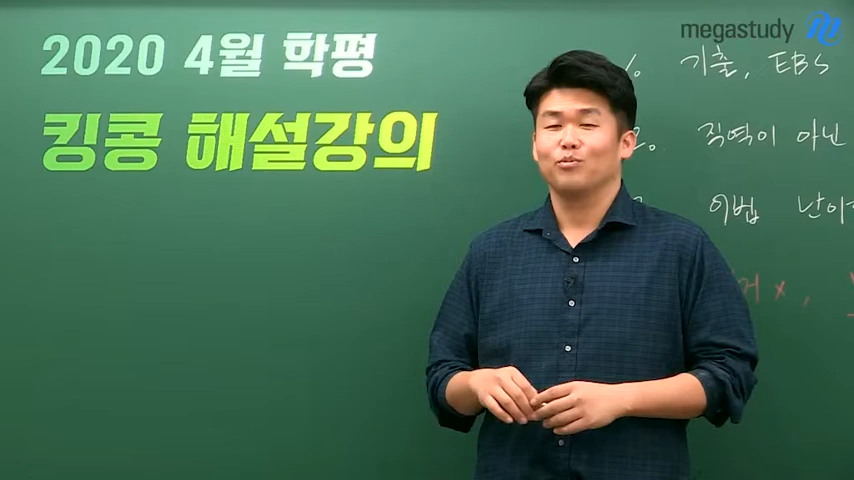 megastudy
2020 4월 학평
킹콩 해설강의
기출, EBS
직역이 아닌
어법 난이